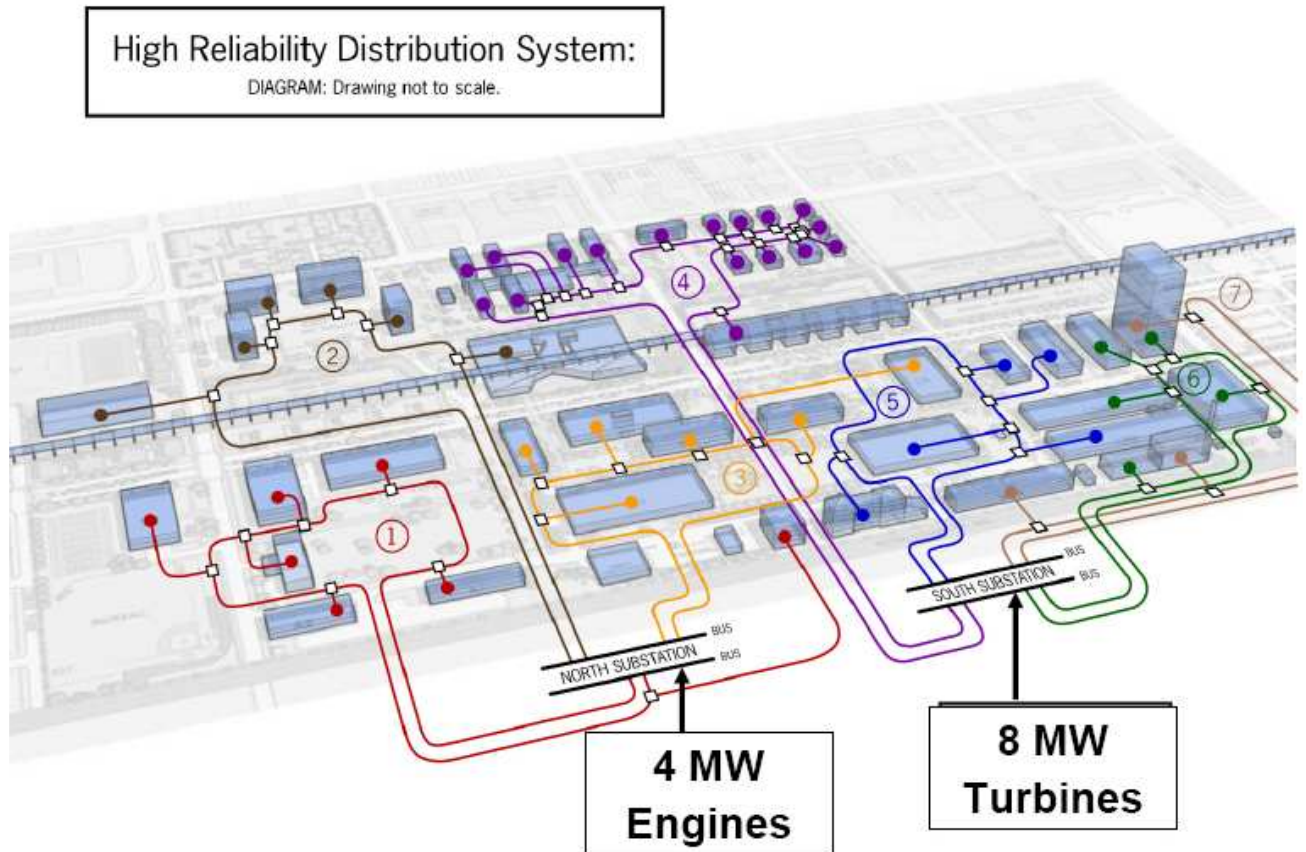 High Reliability Distribution System:
DIAGRAM: Drawing not to scale.
7
4
2
6
5
3
1
BUS
SOUTH SUBSTATION
BUS
BUS
NORTH SUBSTATION
BUS
4 MW
Engines
8 MW
Turbines